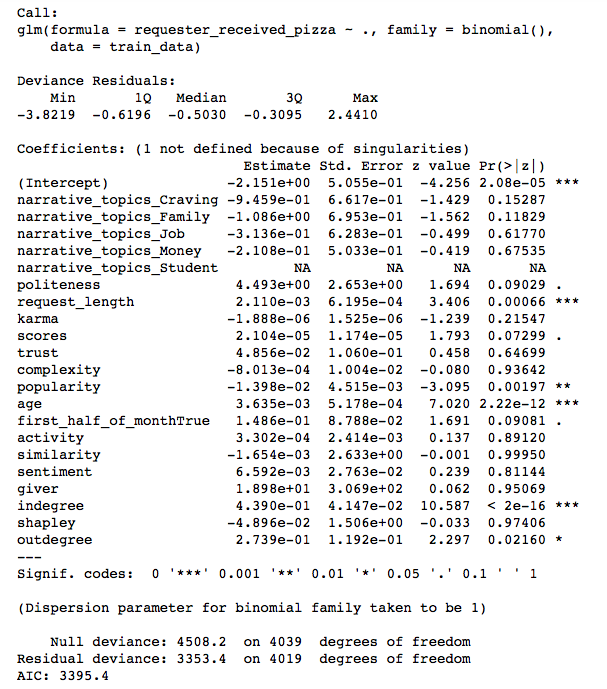 Call:
glm(formula = requester_received_pizza ~ ., family = binomial(),
    data = train_data)

Deviance Residuals:
    Min      1Q  Median      3Q     Max
-3.8219 -0.6196 -0.5030 -0.3095  2.4410

Coefficients: (1 not defined because of singularities)
                         Estimate Std. Error z value Pr(>|z|)
(Intercept)            -2.151e+00  5.055e-01  -4.256 2.08e-05 ***
narrative_topics_Craving -9.459e-01  6.617e-01  -1.429  0.15287
narrative_topics_Family  -1.086e+00  6.953e-01  -1.562  0.11829
narrative_topics_Job     -3.136e-01  6.283e-01  -0.499  0.61770
narrative_topics_Money   -2.108e-01  5.033e-01  -0.419  0.67535
narrative_topics_Student         NA         NA      NA       NA
politeness                4.493e+00  2.653e+00   1.694  0.09029 .
request_length            2.110e-03  6.195e-04   3.406  0.00066 ***
karma                    -1.888e-06  1.525e-06  -1.239  0.21547
scores                    2.104e-05  1.174e-05   1.793  0.07299 .
trust                     4.856e-02  1.060e-01   0.458  0.64699
complexity               -8.013e-04  1.004e-02  -0.080  0.93642
popularity               -1.398e-02  4.515e-03  -3.095  0.00197 **
age                       3.635e-03  5.178e-04   7.020 2.22e-12 ***
first_half_of_monthTrue   1.486e-01  8.788e-02   1.691  0.09081 .
activity                  3.302e-04  2.414e-03   0.137  0.89120
similarity               -1.654e-03  2.633e+00  -0.001  0.99950
sentiment                 6.592e-03  2.763e-02   0.239  0.81144
giver                     1.898e+01  3.069e+02   0.062  0.95069
indegree                  4.390e-01  4.147e-02  10.587  < 2e-16 ***
shapley                  -4.896e-02  1.506e+00  -0.033  0.97406
outdegree                 2.739e-01  1.192e-01   2.297  0.02160 *
---
Signif. codes:  0 '***' 0.001 '**' 0.01 '*' 0.05 '.' 0.1 ' ' 1

(Dispersion parameter for binomial family taken to be 1)

    Null deviance: 4508.2  on 4039  degrees of freedom
Residual deviance: 3353.4  on 4019  degrees of freedom
AIC: 3395.4